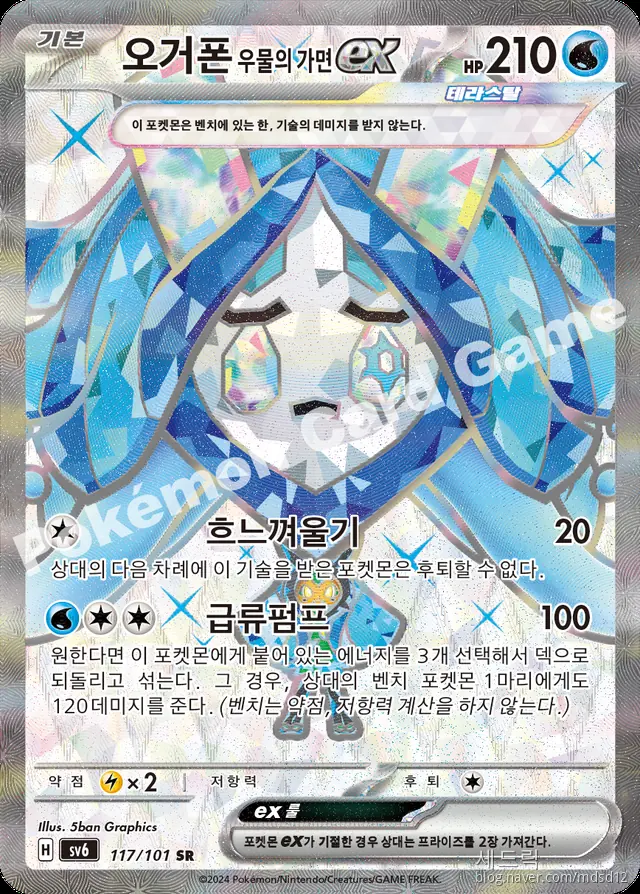 기본 오거폰 우물의 가면 ex HP 210
테라스탈
이 포켓몬은 벤치에 있는 한, 기술의 데미지를 받지 않는다.
Pokémon Card Game
흐느껴울기 20
상대의 다음 차례에 이 기술을 받은 포켓몬은 후퇴할 수 없다.
급류펌프 100
원한다면 이 포켓몬에게 붙어 있는 에너지를 3개 선택해서 덱으로
되돌리고 섞는다. 그 경우, 상대의 벤치 포켓몬 1마리에게도
120데미지를 준다. (벤치는 약점, 저항력 계산을 하지 않는다.)
약점 ×2 저항력 후퇴
ex 룰
포켓몬 ex가 기절한 경우 상대는 프라이즈를 2장 가져간다.
Illus. 5ban Graphics
H sv6 117/101 SR
©2024 Pokémon/Nintendo/Creatures/GAME FREAK.
세드릭
blog.naver.com/mdsd12